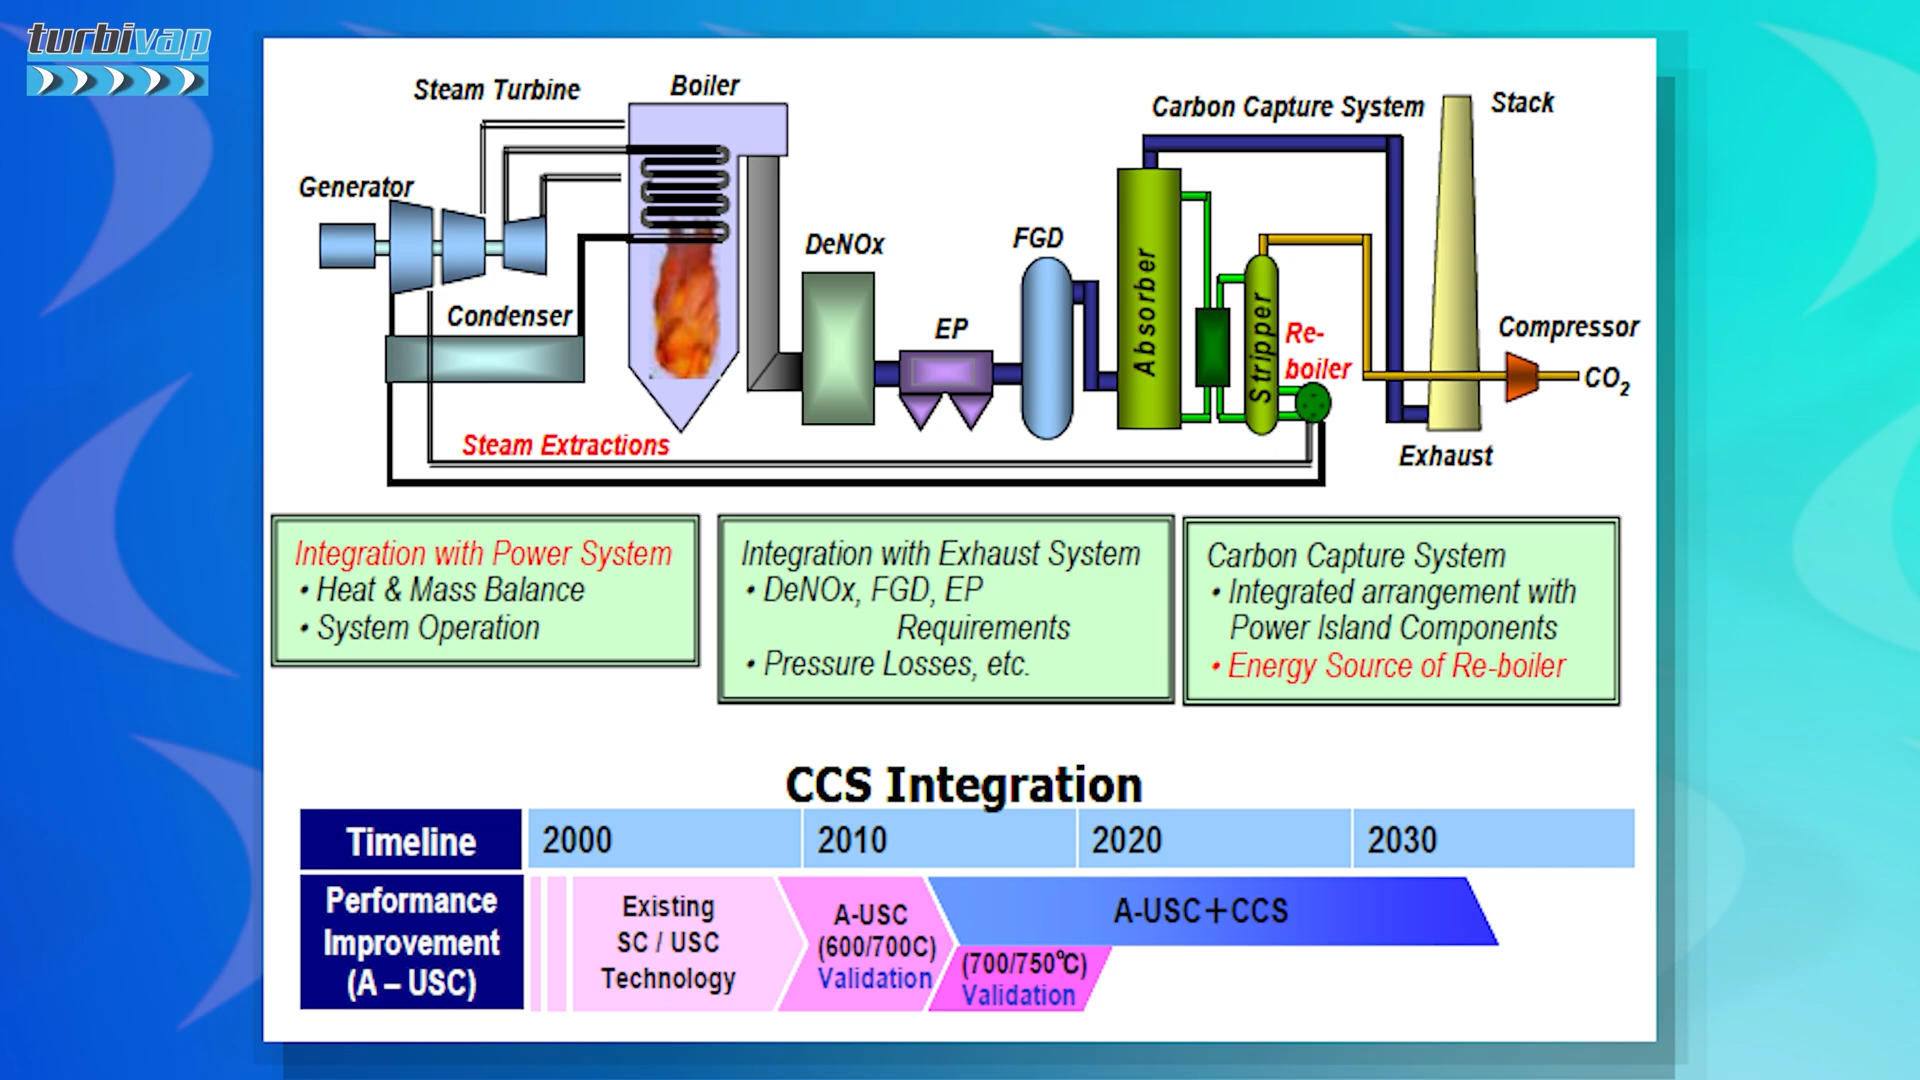 turbivap
Steam Turbine
Boiler
Carbon Capture System
Stack
Generator
DeNOx
FGD
Absorber
Stripper
Condenser
EP
Re-
boiler
Compressor
CO2
Steam Extractions
Exhaust
Integration with Power System
• Heat & Mass Balance
• System Operation
Integration with Exhaust System
• DeNOx, FGD, EP
Requirements
• Pressure Losses, etc.
Carbon Capture System
• Integrated arrangement with
Power Island Components
• Energy Source of Re-boiler
CCS Integration
Timeline
2000
2010
2020
2030
Performance
Improvement
(A – USC)
Existing
SC / USC
Technology
A-USC
(600/700C)
Validation
A-USC+CCS
(700/750℃)
Validation